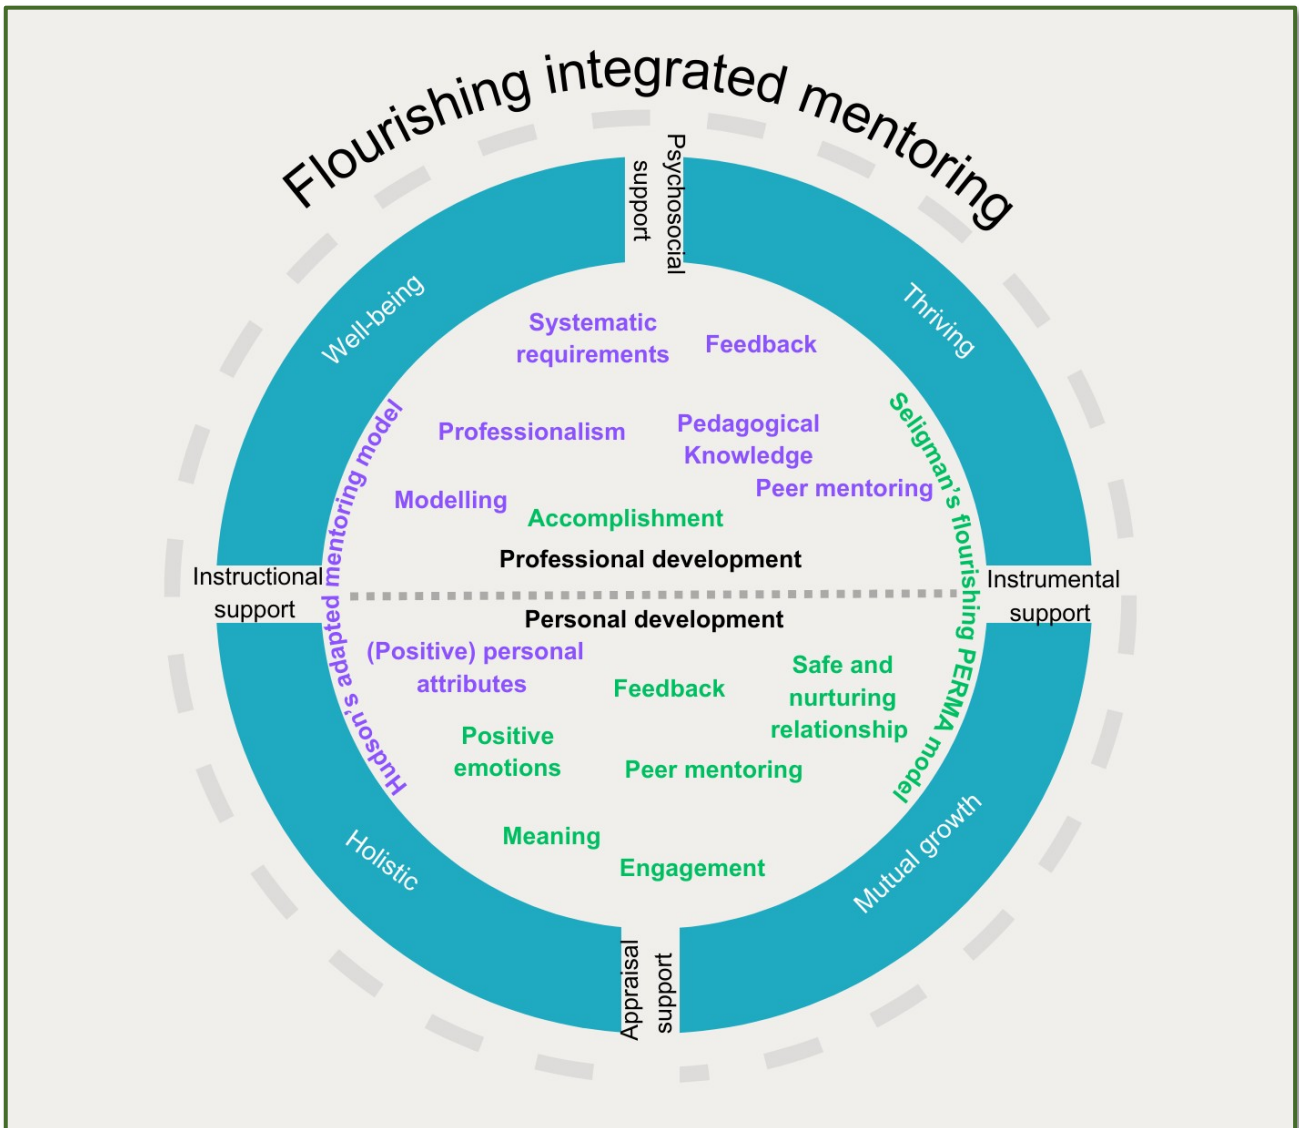 Flourishing integrated mentoring
Psychosocial
support
Well-being
Thriving
Systematic
requirements
Feedback
Hudson's adapted mentoring model
Seligman's flourishing PERMA model
Professionalism
Pedagogical
Knowledge
Peer mentoring
Modelling
Accomplishment
Professional development
Instructional
support
Instrumental
support
Personal development
(Positive) personal
attributes
Feedback
Safe and
nurturing
relationship
Positive
emotions
Peer mentoring
Meaning
Engagement
Holistic
Mutual growth
Appraisal
support